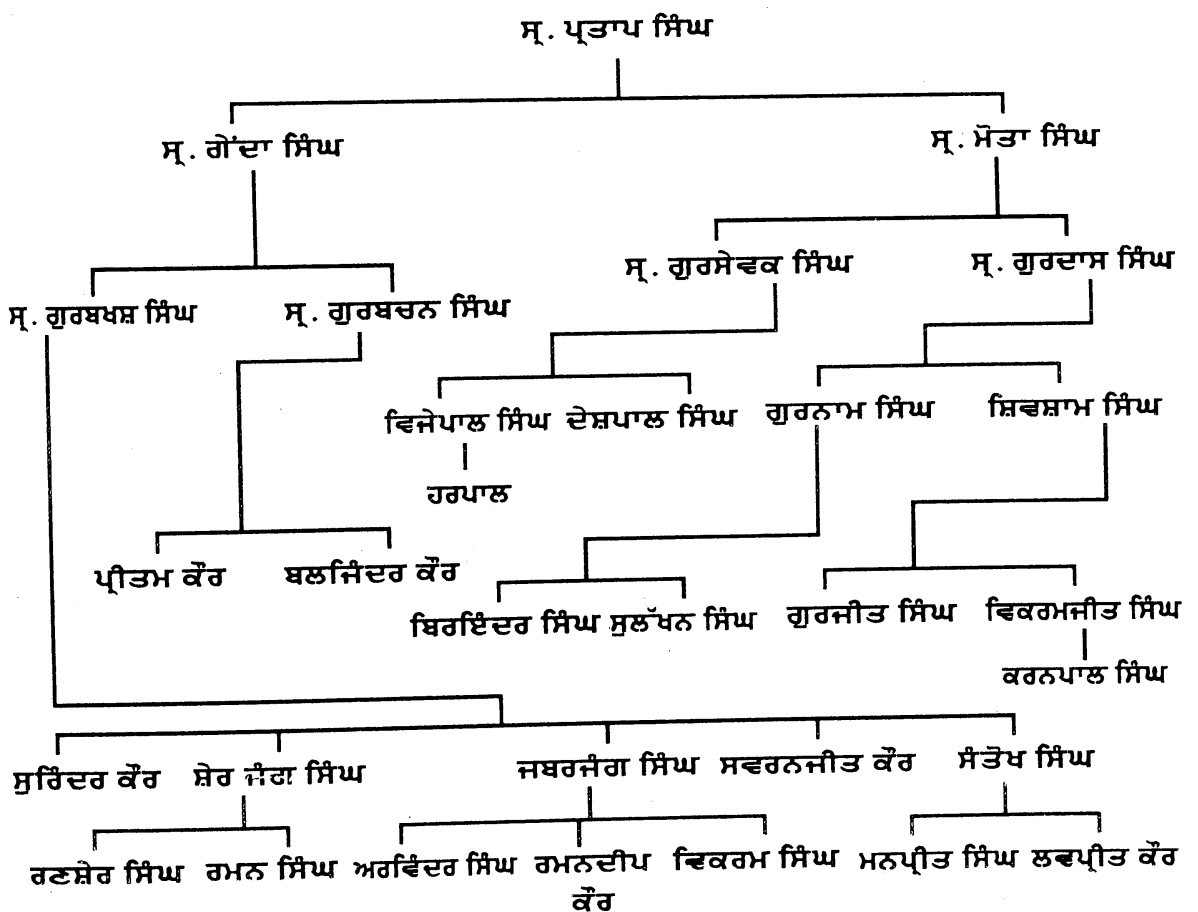 ਸ੍ਰ. ਪ੍ਰਤਾਪ ਸਿੰਘ
ਸ੍ਰ. ਗੇਂਦਾ ਸਿੰਘ
ਸ੍ਰ. ਮੋਤਾ ਸਿੰਘ
ਸ੍ਰ. ਗੁਰਸੇਵਕ ਸਿੰਘ
ਸ੍ਰ. ਗੁਰਦਾਸ ਸਿੰਘ
ਸ੍ਰ. ਗੁਰਬਖਸ਼ ਸਿੰਘ
ਸ੍ਰ. ਗੁਰਬਚਨ ਸਿੰਘ
ਵਿਜੇਪਾਲ ਸਿੰਘ ਦੇਸ਼ਪਾਲ ਸਿੰਘ ਗੁਰਨਾਮ ਸਿੰਘ ਸ਼ਿਵਸ਼ਾਮ ਸਿੰਘ
ਹਰਪਾਲ
ਪ੍ਰੀਤਮ ਕੌਰ ਬਲਜਿੰਦਰ ਕੌਰ
ਬਿਰਇੰਦਰ ਸਿੰਘ ਸੁਲੱਖਨ ਸਿੰਘ ਗੁਰਜੀਤ ਸਿੰਘ ਵਿਕਰਮਜੀਤ ਸਿੰਘ
ਕਰਨਪਾਲ ਸਿੰਘ
ਸੁਰਿੰਦਰ ਕੌਰ ਸ਼ੇਰ ਜੰਗ ਸਿੰਘ ਜਬਰਜੰਗ ਸਿੰਘ ਸਵਰਨਜੀਤ ਕੌਰ ਸੰਤੋਖ ਸਿੰਘ
ਰਣਸ਼ੇਰ ਸਿੰਘ ਰਮਨ ਸਿੰਘ ਅਰਵਿੰਦਰ ਸਿੰਘ ਰਮਨਦੀਪ ਵਿਕਰਮ ਸਿੰਘ ਮਨਪ੍ਰੀਤ ਸਿੰਘ ਲਵਪ੍ਰੀਤ ਕੌਰ
ਕੌਰ